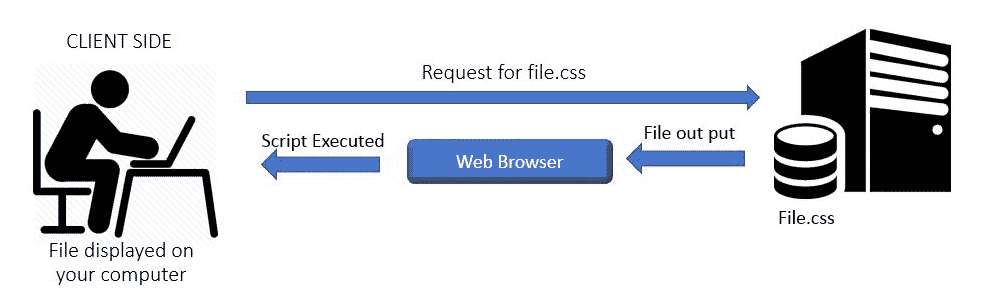 CLIENT SIDE
Request for file.css
Script Executed
File out put
Web Browser
File.css
File displayed on
your computer